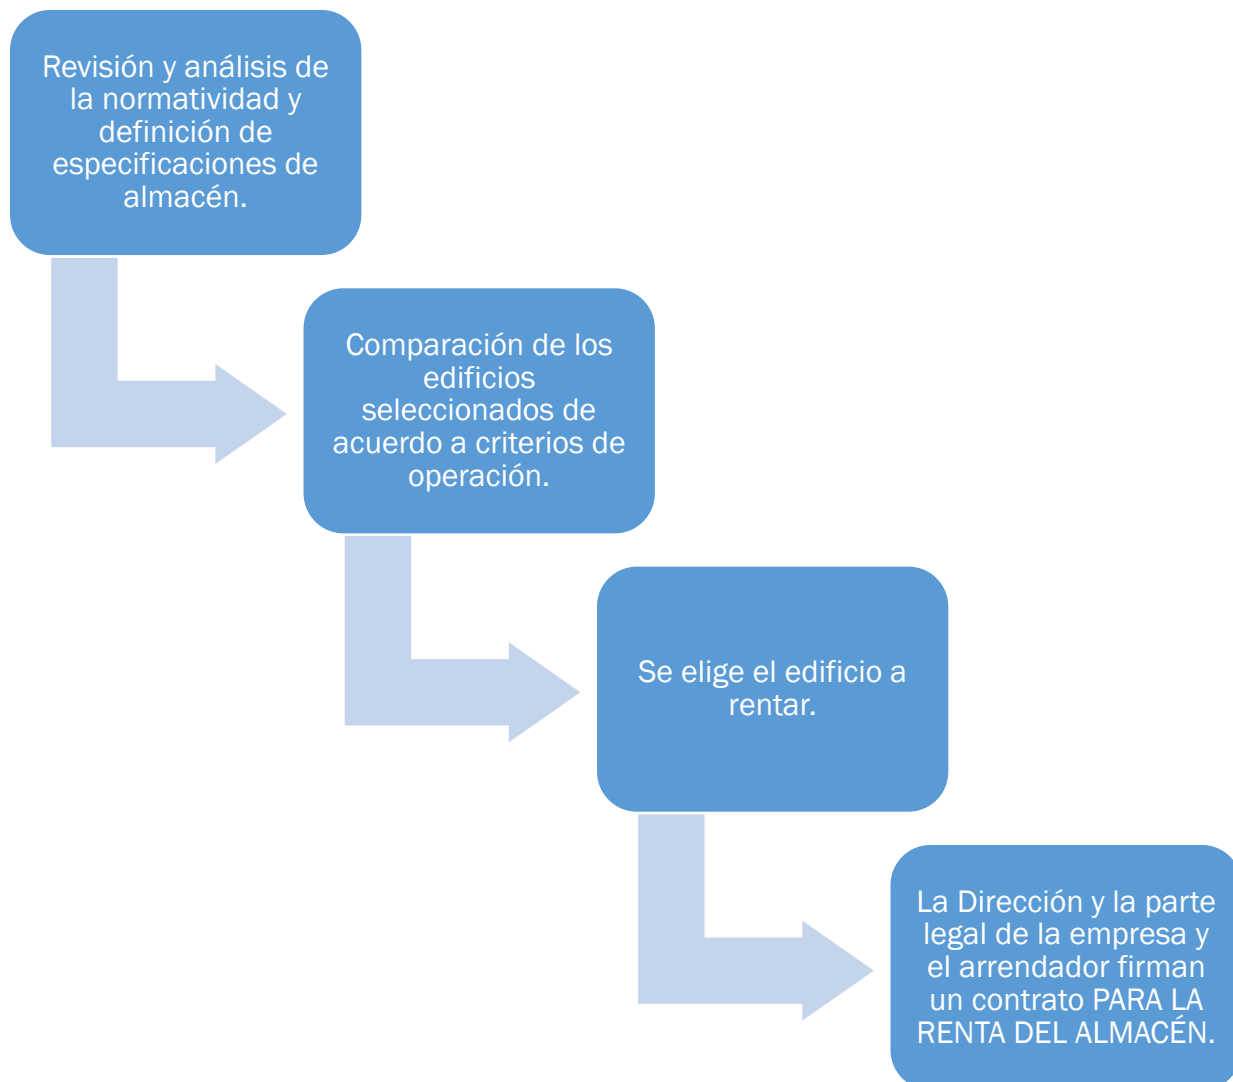 Revisión y análisis de
la normatividad y
definición de
especificaciones de
almacén.
Comparación de los
edificios
seleccionados de
acuerdo a criterios de
operación.
Se elige el edificio a
rentar.
La Dirección y la parte
legal de la empresa y
el arrendador firman
un contrato PARA LA
RENTA DEL ALMACÉN.